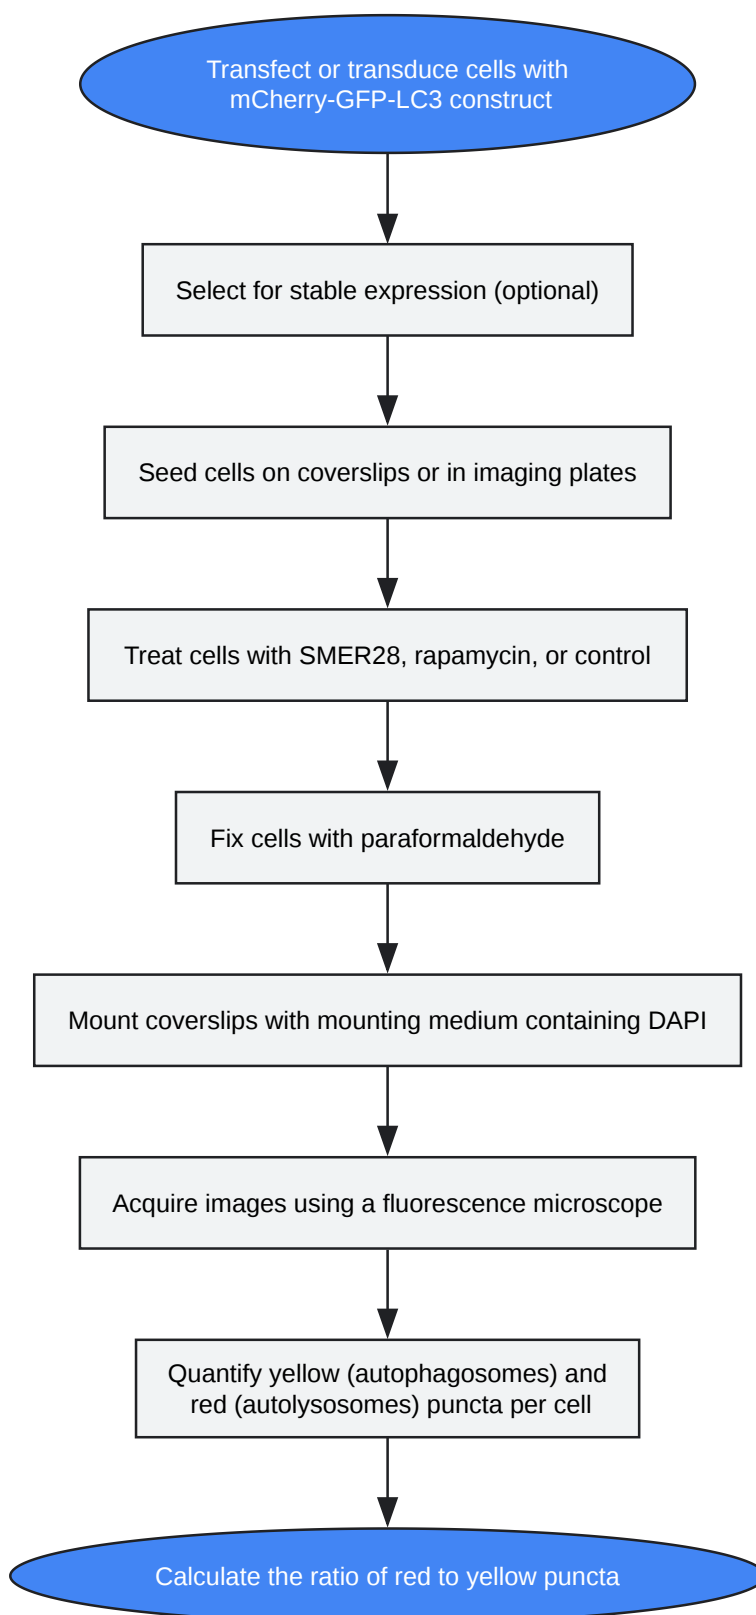 Transfect or transduce cells with
mCherry-GFP-LC3 construct
Select for stable expression (optional)
Seed cells on coverslips or in imaging plates
Treat cells with SMER28, rapamycin, or control
Fix cells with paraformaldehyde
Mount coverslips with mounting medium containing DAPI
Acquire images using a fluorescence microscope
Quantify yellow (autophagosomes) and
red (autolysosomes) puncta per cell
Calculate the ratio of red to yellow puncta